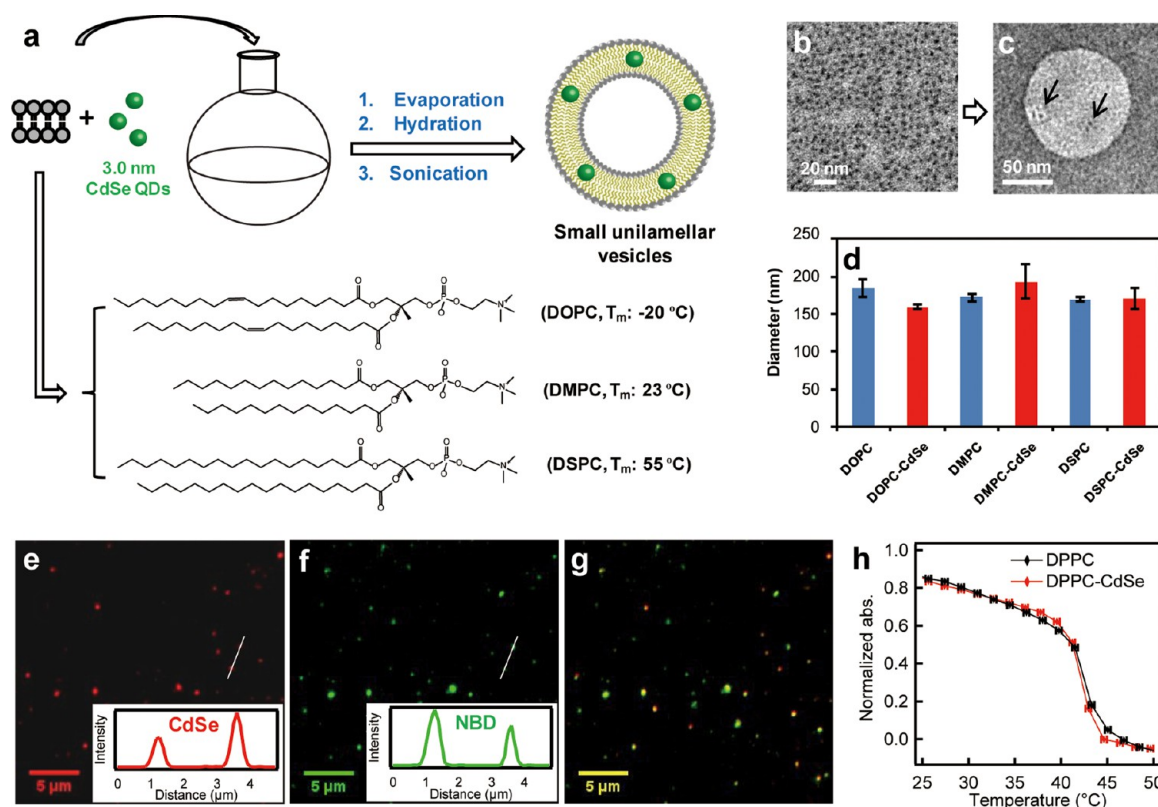 a
+
3.0 nm
CdSe QDs
1. Evaporation
2. Hydration
3. Sonication
Small unilamellar
vesicles
(DOPC, Tm: -20 °C)
(DMPC, Tm: 23 °C)
(DSPC, Tm: 55 °C)
O
O
O
O
O
P
O
O-
O
N+
O
O
O
O
O
P
O
O-
O
N+
O
O
O
O
O
P
O
O-
O
N+
b
20 nm
c
50 nm
d
Diameter (nm)
250
200
150
100
50
0
DOPC
DOPC-CdSe
DMPC
DMPC-CdSe
DSPC
DSPC-CdSe
e
5 µm
CdSe
Intensity
0 1 2 3 4 5
Distance (µm)
f
5 µm
NBD
Intensity
0 1 2 3 4 5
Distance (µm)
g
5 µm
h
DPPC
DPPC-CdSe
Normalized abs.
1.0
0.8
0.6
0.4
0.2
0.0
25 30 35 40 45 50
Temperature (°C)